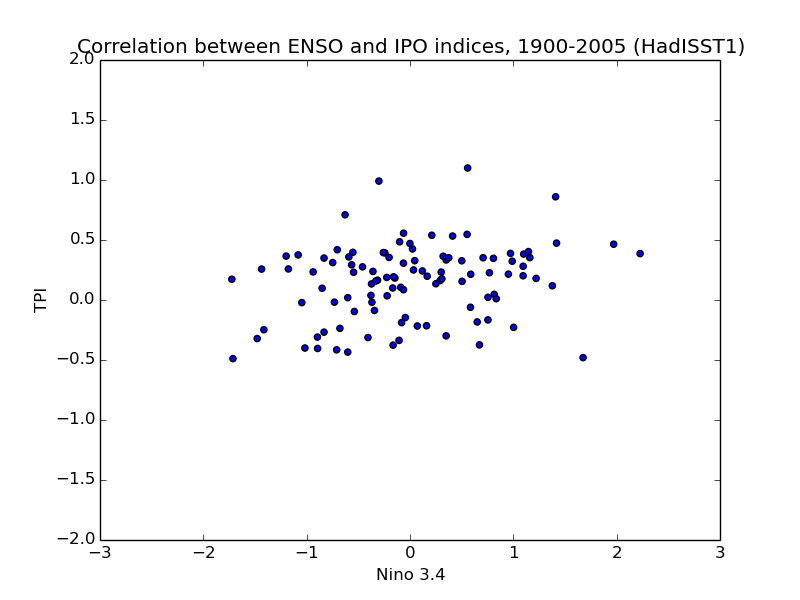 Correlation between ENSO and IPO indices, 1900-2005 (HadISST1)
2.0
1.5
1.0
0.5
0.0
−0.5
−1.0
−1.5
−2.0
TPI
−3 −2 −1 0 1 2 3
Nino 3.4